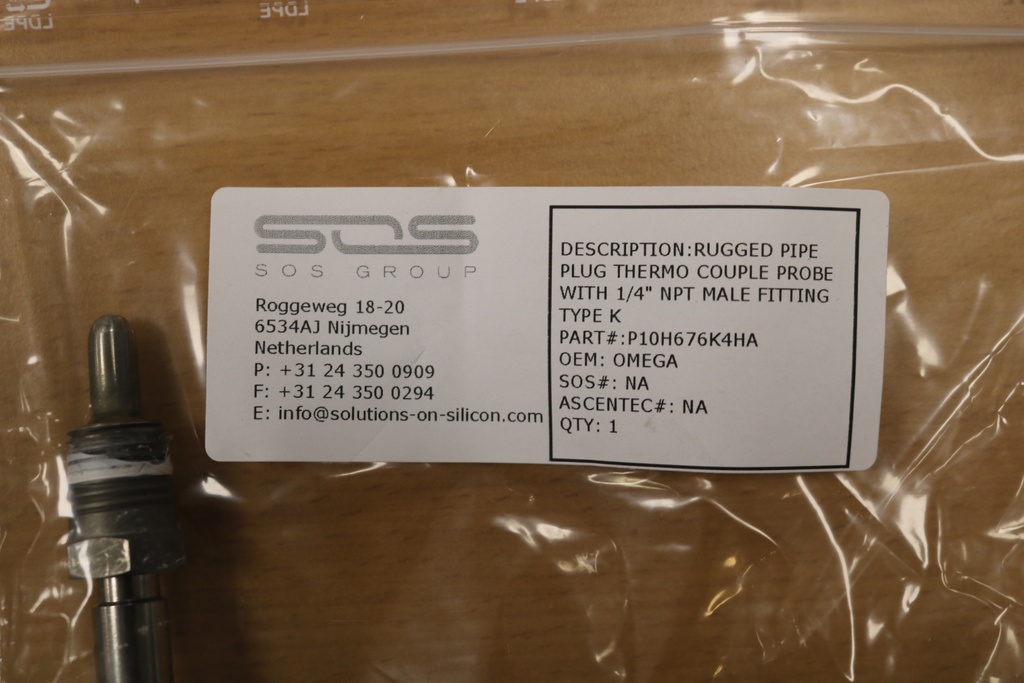 LDPE
LDPE
SOS
SOS GROUP
Roggeweg 18-20
6534AJ Nijmegen
Netherlands
P: +31 24 350 0909
F: +31 24 350 0294
E: info@solutions-on-silicon.com
DESCRIPTION:RUGGED PIPE
PLUG THERMO COUPLE PROBE
WITH 1/4" NPT MALE FITTING
TYPE K
PART#:P10H676K4HA
OEM: OMEGA
SOS#: NA
ASCENTEC#: NA
QTY: 1